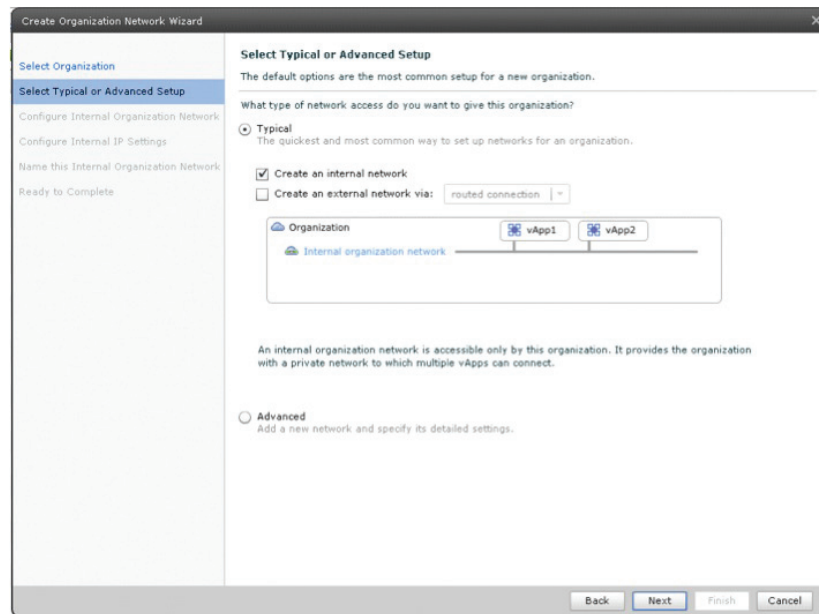 Create Organization Network Wizard
Select Organization
Select Typical or Advanced Setup
Configure Internal Organization Network
Configure Internal IP Settings
Name this Internal Organization Network
Ready to Complete
Select Typical or Advanced Setup
The default options are the most common setup for a new organization.
What type of network access do you want to give this organization?
Typical
The quickest and most common way to set up networks for an organization.
Create an internal network
Create an external network via: routed connection
Organization
vApp1 vApp2
Internal organization network
An internal organization network is accessible only by this organization. It provides the organization
with a private network to which multiple vApps can connect.
Advanced
Add a new network and specify its detailed settings.
Back Next Finish Cancel